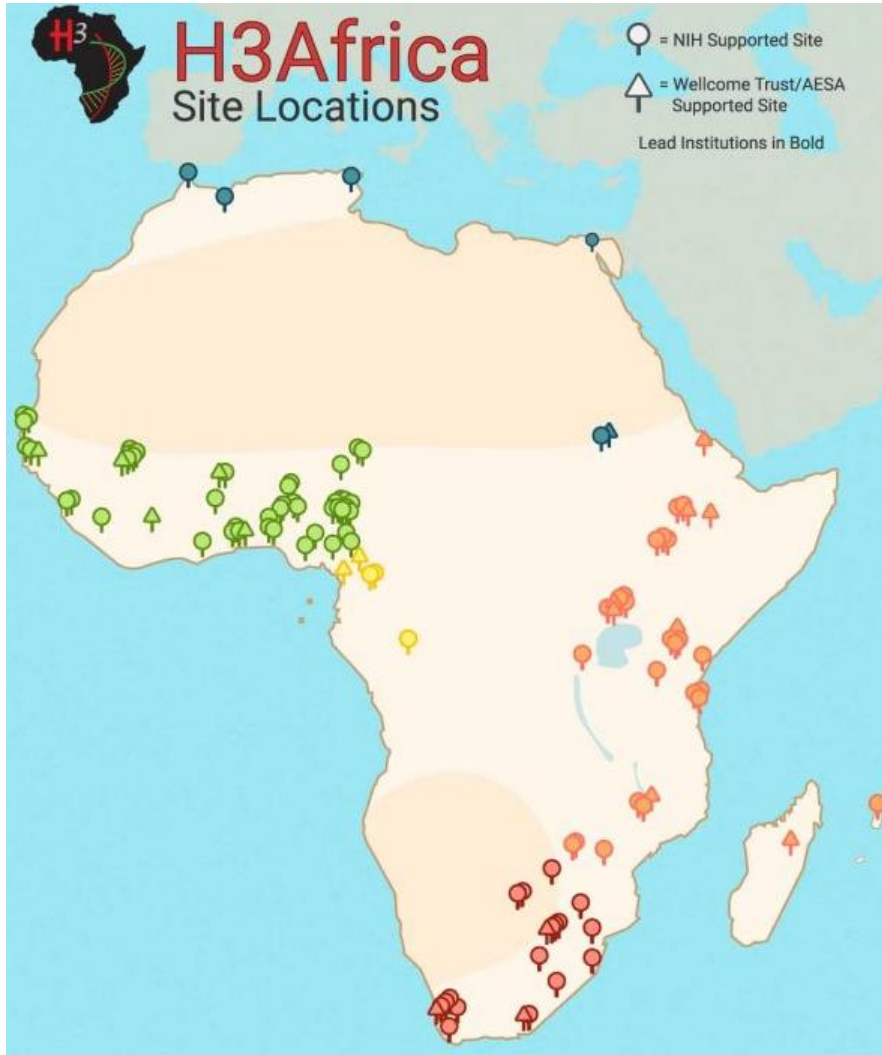 H3
H3Africa
Site Locations
= NIH Supported Site
= Wellcome Trust/AESA
Supported Site
Lead Institutions in Bold